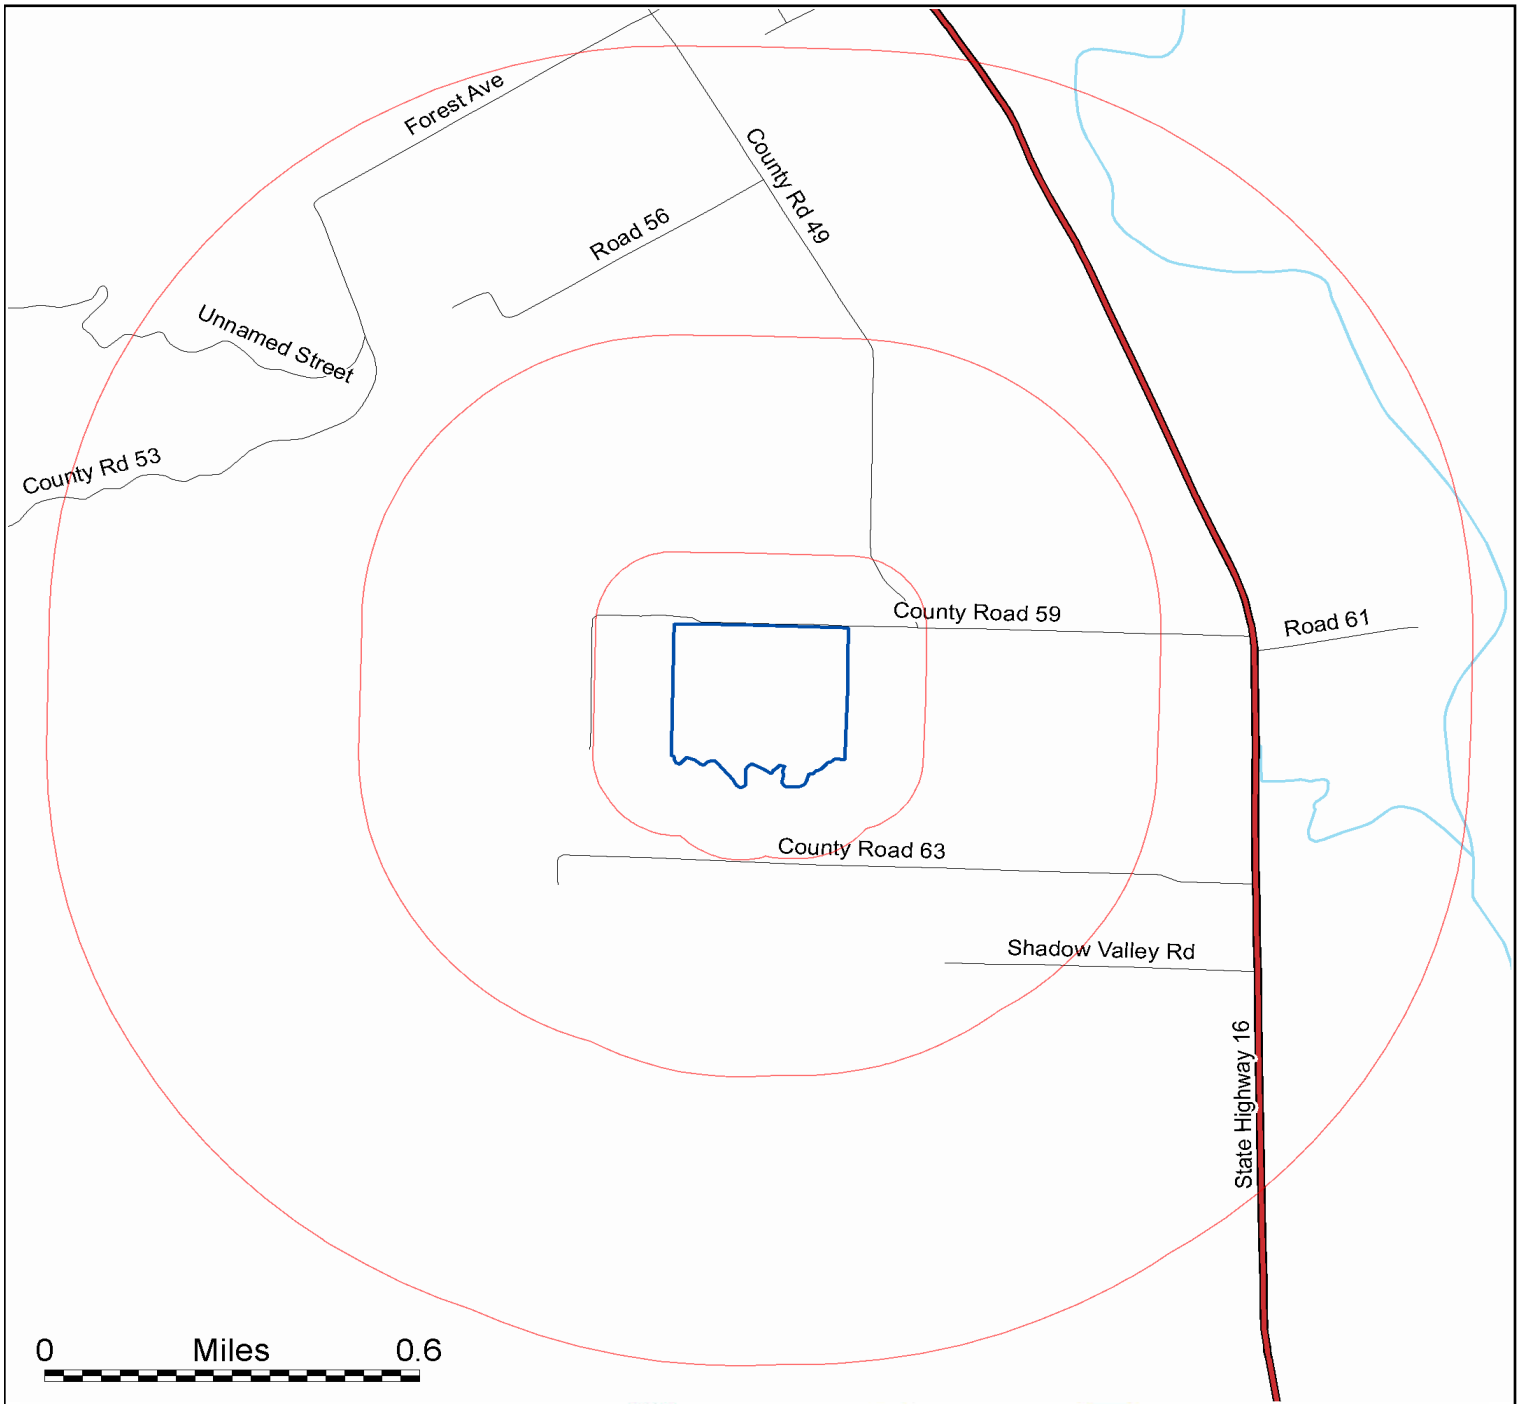 Forest Ave
County Rd 49
Road 56
Unnamed Street
County Rd 53
County Road 59
Road 61
County Road 63
Shadow Valley Rd
State Highway 16
0 Miles 0.6